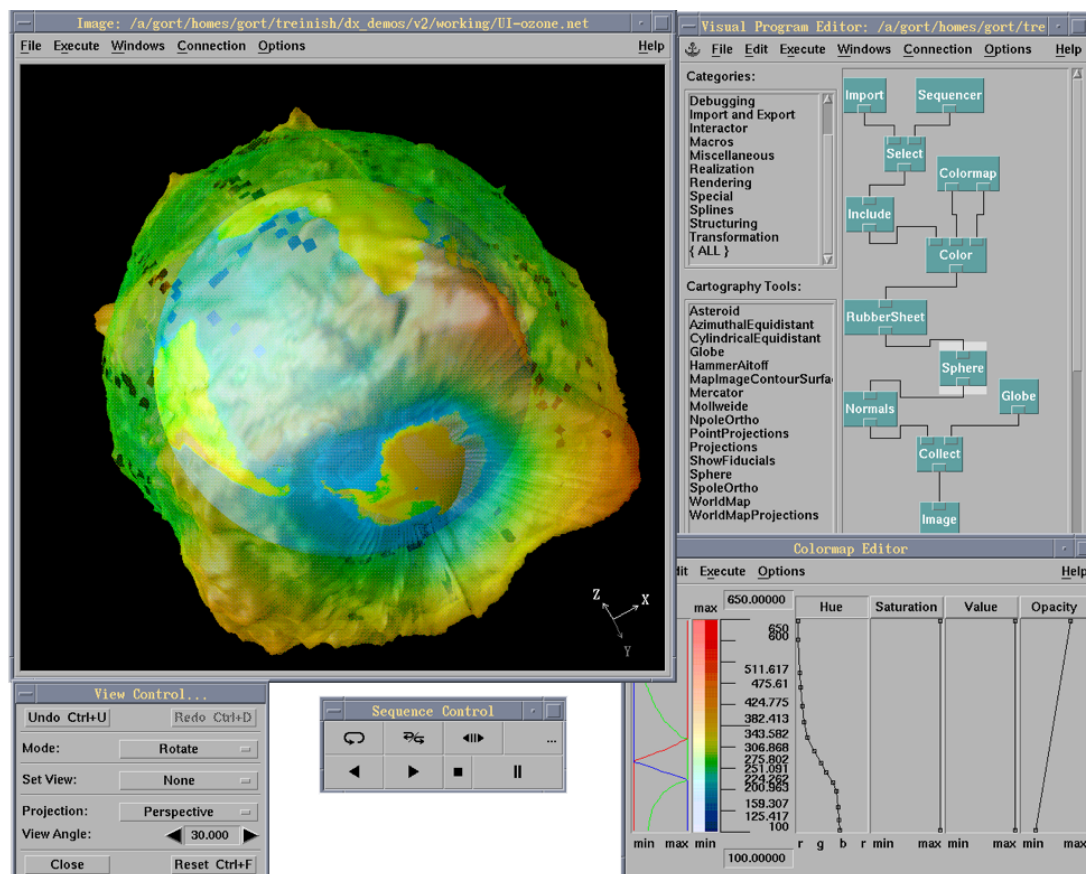 Image: /a/gort/homes/gort/treinish/dx_demos/v2/working/UI-ozone.net
File Execute Windows Connection Options Help
Z X
Y
Visual Program Editor: /a/gort/homes/gort/tre
File Edit Execute Windows Connection Options Help
Categories:
Debugging
Import and Export
Interactor
Macros
Miscellaneous
Realization
Rendering
Special
Splines
Structuring
Transformation
{ ALL }
Cartography Tools:
Asteroid
AzimuthalEquidistant
CylindricalEquidistant
Globe
HammerAitoff
MapImageContourSurfa
Mercator
Mollweide
NpoleOrtho
PointProjections
Projections
ShowFiducials
Sphere
SpoleOrtho
WorldMap
WorldMapProjections
Import Sequencer
Select
Colormap
Include
Color
RubberSheet
Sphere
Normals Globe
Collect
Image
Colormap Editor
dit Execute Options Help
max 650.00000 Hue Saturation Value Opacity
650
600
511.617
475.61
424.775
382.413
343.582
306.868
275.802
251.091
224.262
200.963
159.307
125.417
100
min max min r g b r min max min max min max
100.00000
View Control...
Undo Ctrl+U Redo Ctrl+D
Mode: Rotate
Set View: None
Projection: Perspective
View Angle: 30.000
Close Reset Ctrl+F
Sequence Control
...